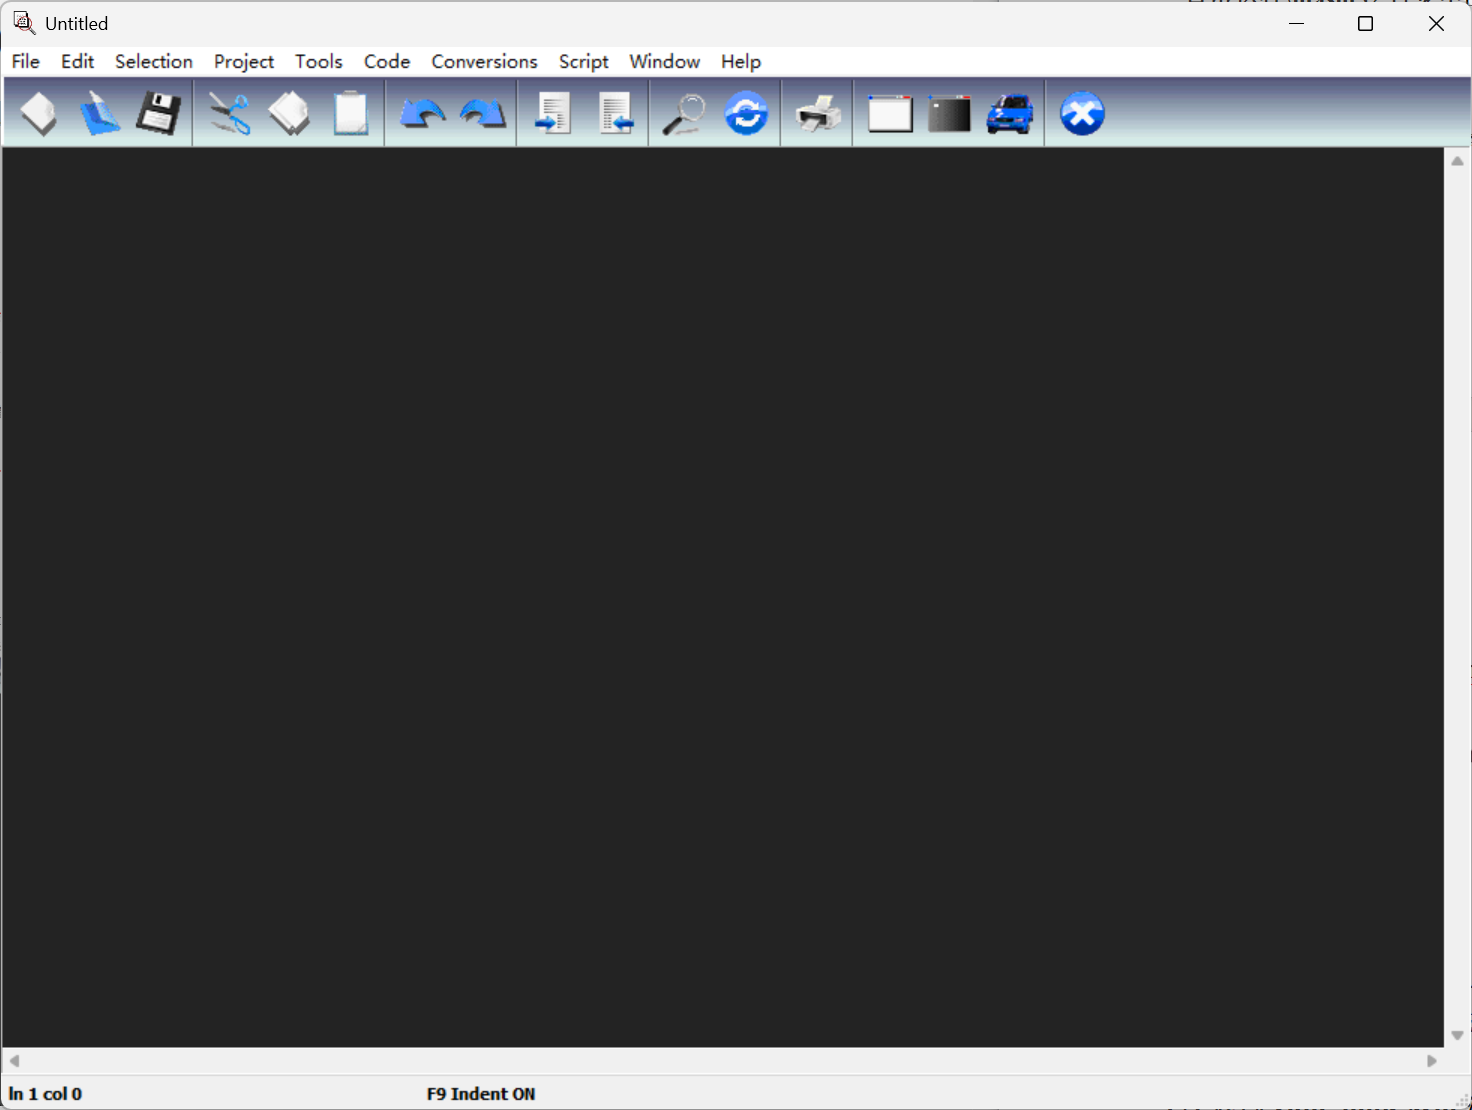 Untitled
File Edit Selection Project Tools Code Conversions Script Window Help
ln 1 col 0 F9 Indent ON